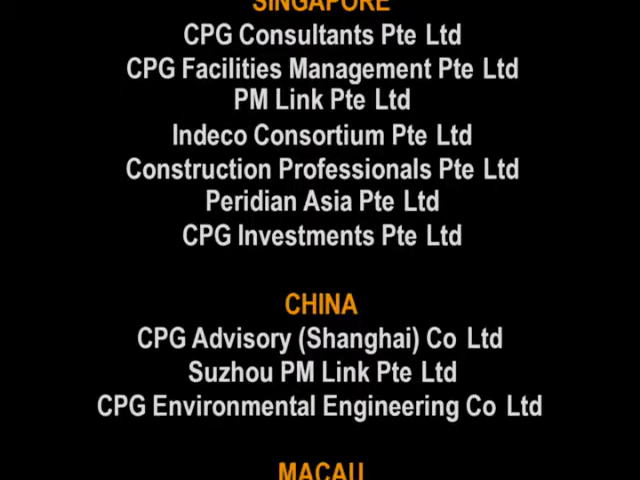 SINGAPORE
CPG Consultants Pte Ltd
CPG Facilities Management Pte Ltd
PM Link Pte Ltd
Indeco Consortium Pte Ltd
Construction Professionals Pte Ltd
Peridian Asia Pte Ltd
CPG Investments Pte Ltd
CHINA
CPG Advisory (Shanghai) Co Ltd
Suzhou PM Link Pte Ltd
CPG Environmental Engineering Co Ltd
MACAU